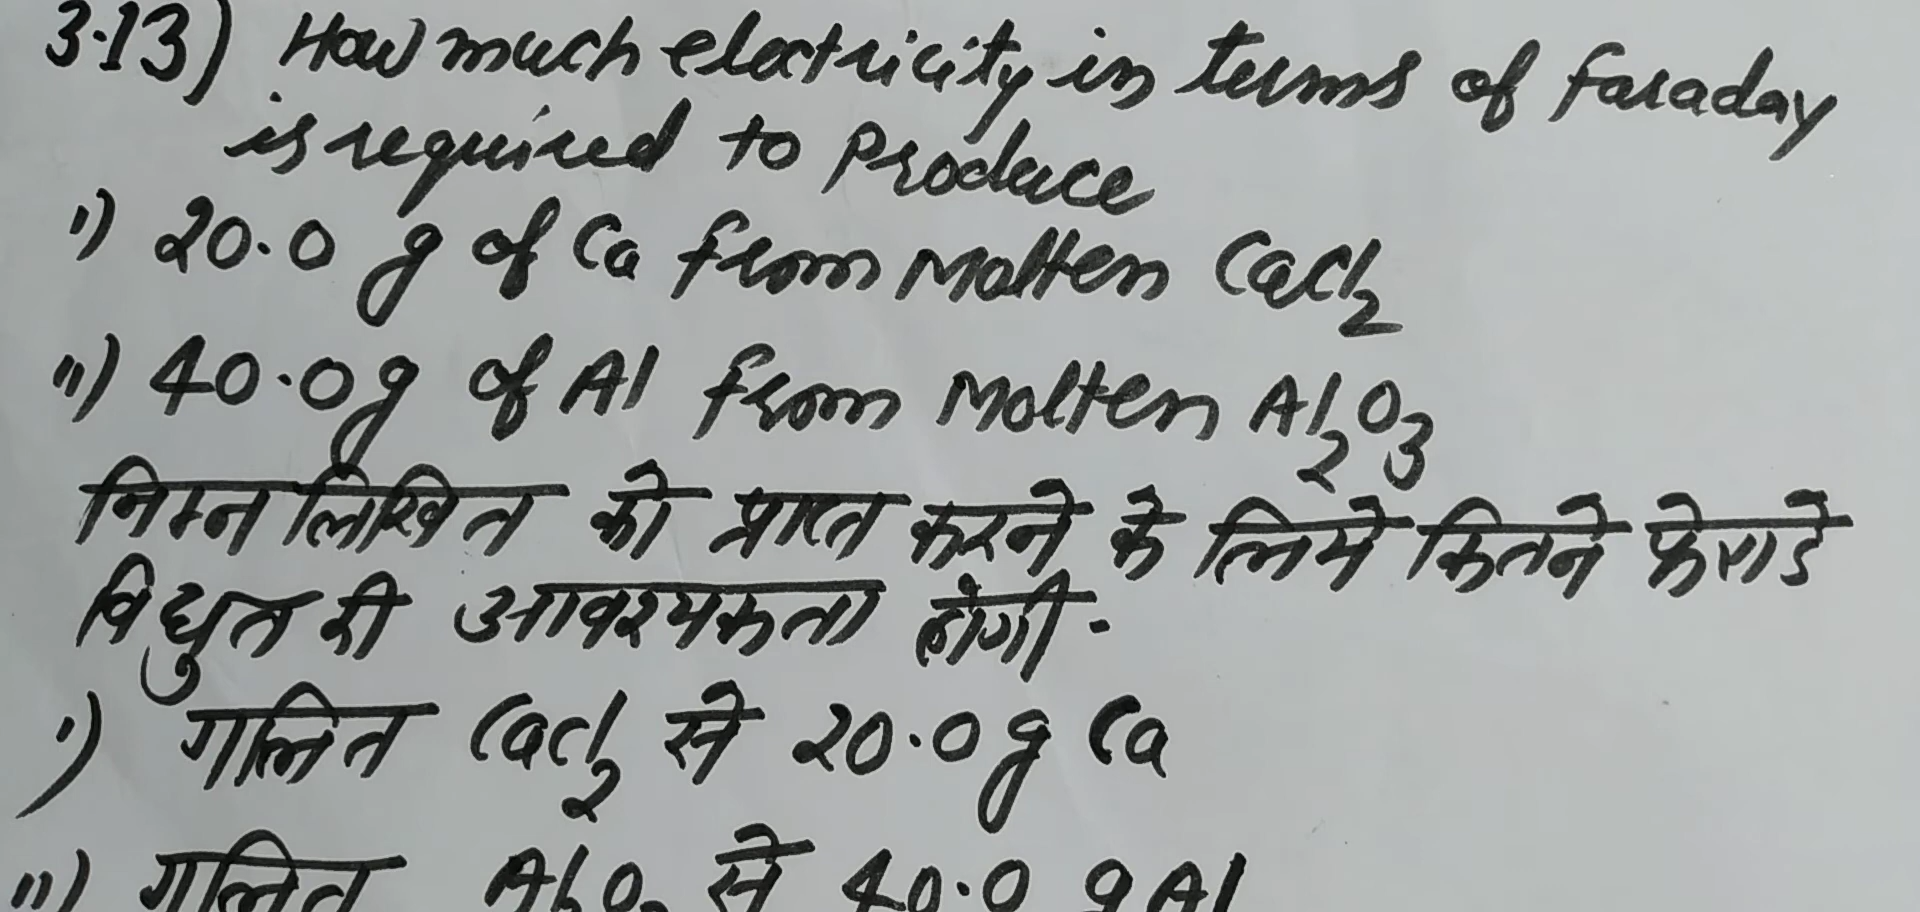 3.13) How much electricity in terms of faraday
is required to produce
i) 20.0 g of Ca from Molten CaCl2
ii) 40.0g of Al from Molten Al2O3
निम्नलिखित को प्राप्त करने के लिये कितने फेराडे
विद्युत की आवश्यकता होगी.
i) गलित CaCl2 से 20.0g Ca
ii) गलित Al2O3 से 40.0 g Al